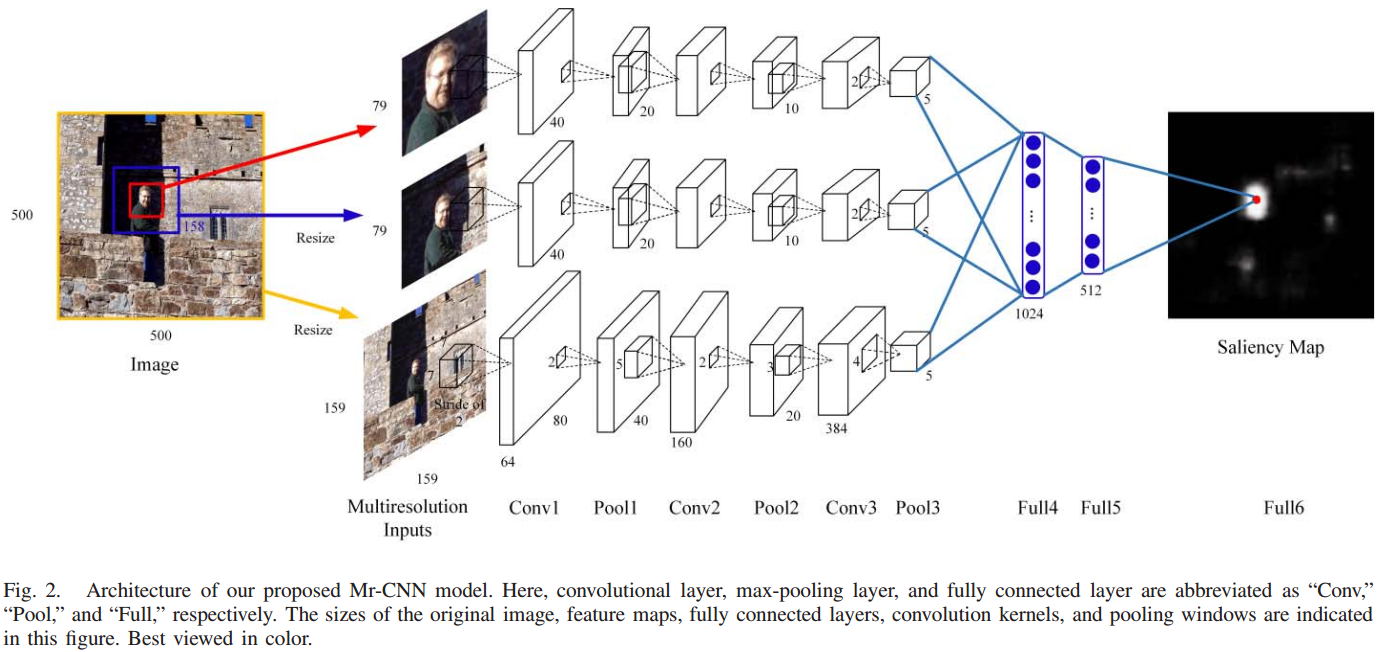 79
40
20
10
2
5
500
158
500
Image
Resize
Resize
79
40
20
10
2
5
1024
512
Saliency Map
159
159
7
Stride of
2
64
2
80
5
40
2
160
3
20
4
384
5
Multiresolution
Inputs
Conv1
Pool1
Conv2
Pool2
Conv3
Pool3
Full4
Full5
Full6
Fig. 2. Architecture of our proposed Mr-CNN model. Here, convolutional layer, max-pooling layer, and fully connected layer are abbreviated as “Conv,”
“Pool,” and “Full,” respectively. The sizes of the original image, feature maps, fully connected layers, convolution kernels, and pooling windows are indicated
in this figure. Best viewed in color.